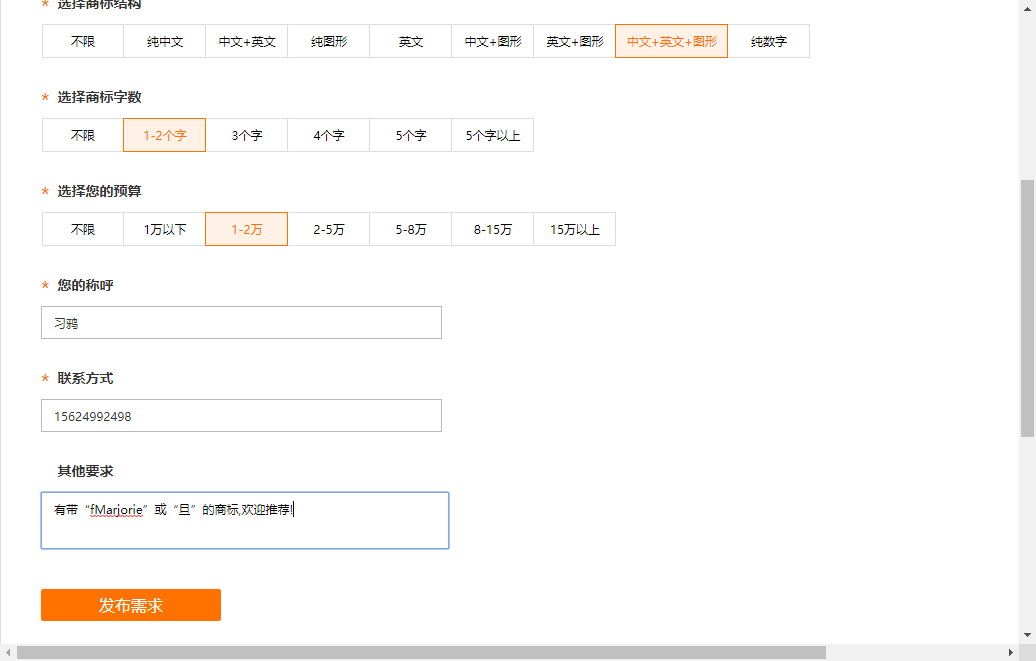 * 选择商标结构
不限 纯中文 中文+英文 纯图形 英文 中文+图形 英文+图形 中文+英文+图形 纯数字
* 选择商标字数
不限 1-2个字 3个字 4个字 5个字 5个字以上
* 选择您的预算
不限 1万以下 1-2万 2-5万 5-8万 8-15万 15万以上
* 您的称呼
习鸦
* 联系方式
15624992498
其他要求
有带“fMarjorie”或“旦”的商标,欢迎推荐!
发布需求